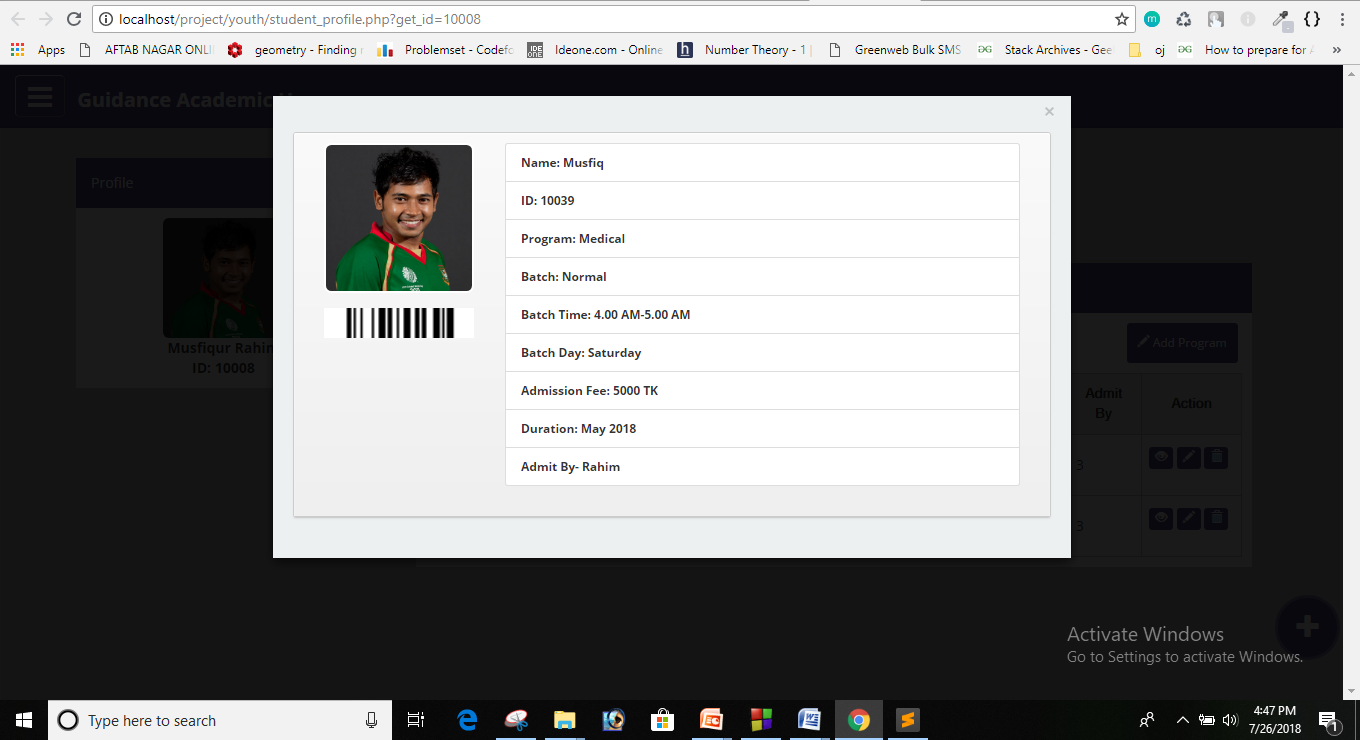 localhost/project/youth/student_profile.php?get_id=10008
Apps
AFTAB NAGAR ONLI
geometry - Finding
Problemset - Codefo
Ideone.com - Online
Number Theory - 1
Greenweb Bulk SMS
Stack Archives - Gee
oj
How to prepare for
Guidance Academic
Profile
Musfiqur Rahi
ID: 10008
×
Name: Musfiq
ID: 10039
Program: Medical
Batch: Normal
Batch Time: 4.00 AM-5.00 AM
Batch Day: Saturday
Admission Fee: 5000 TK
Duration: May 2018
Admit By- Rahim
Add Program
Admit
By
Action
3
3
Activate Windows
Go to Settings to activate Windows.
Type here to search
4:47 PM
7/26/2018
1